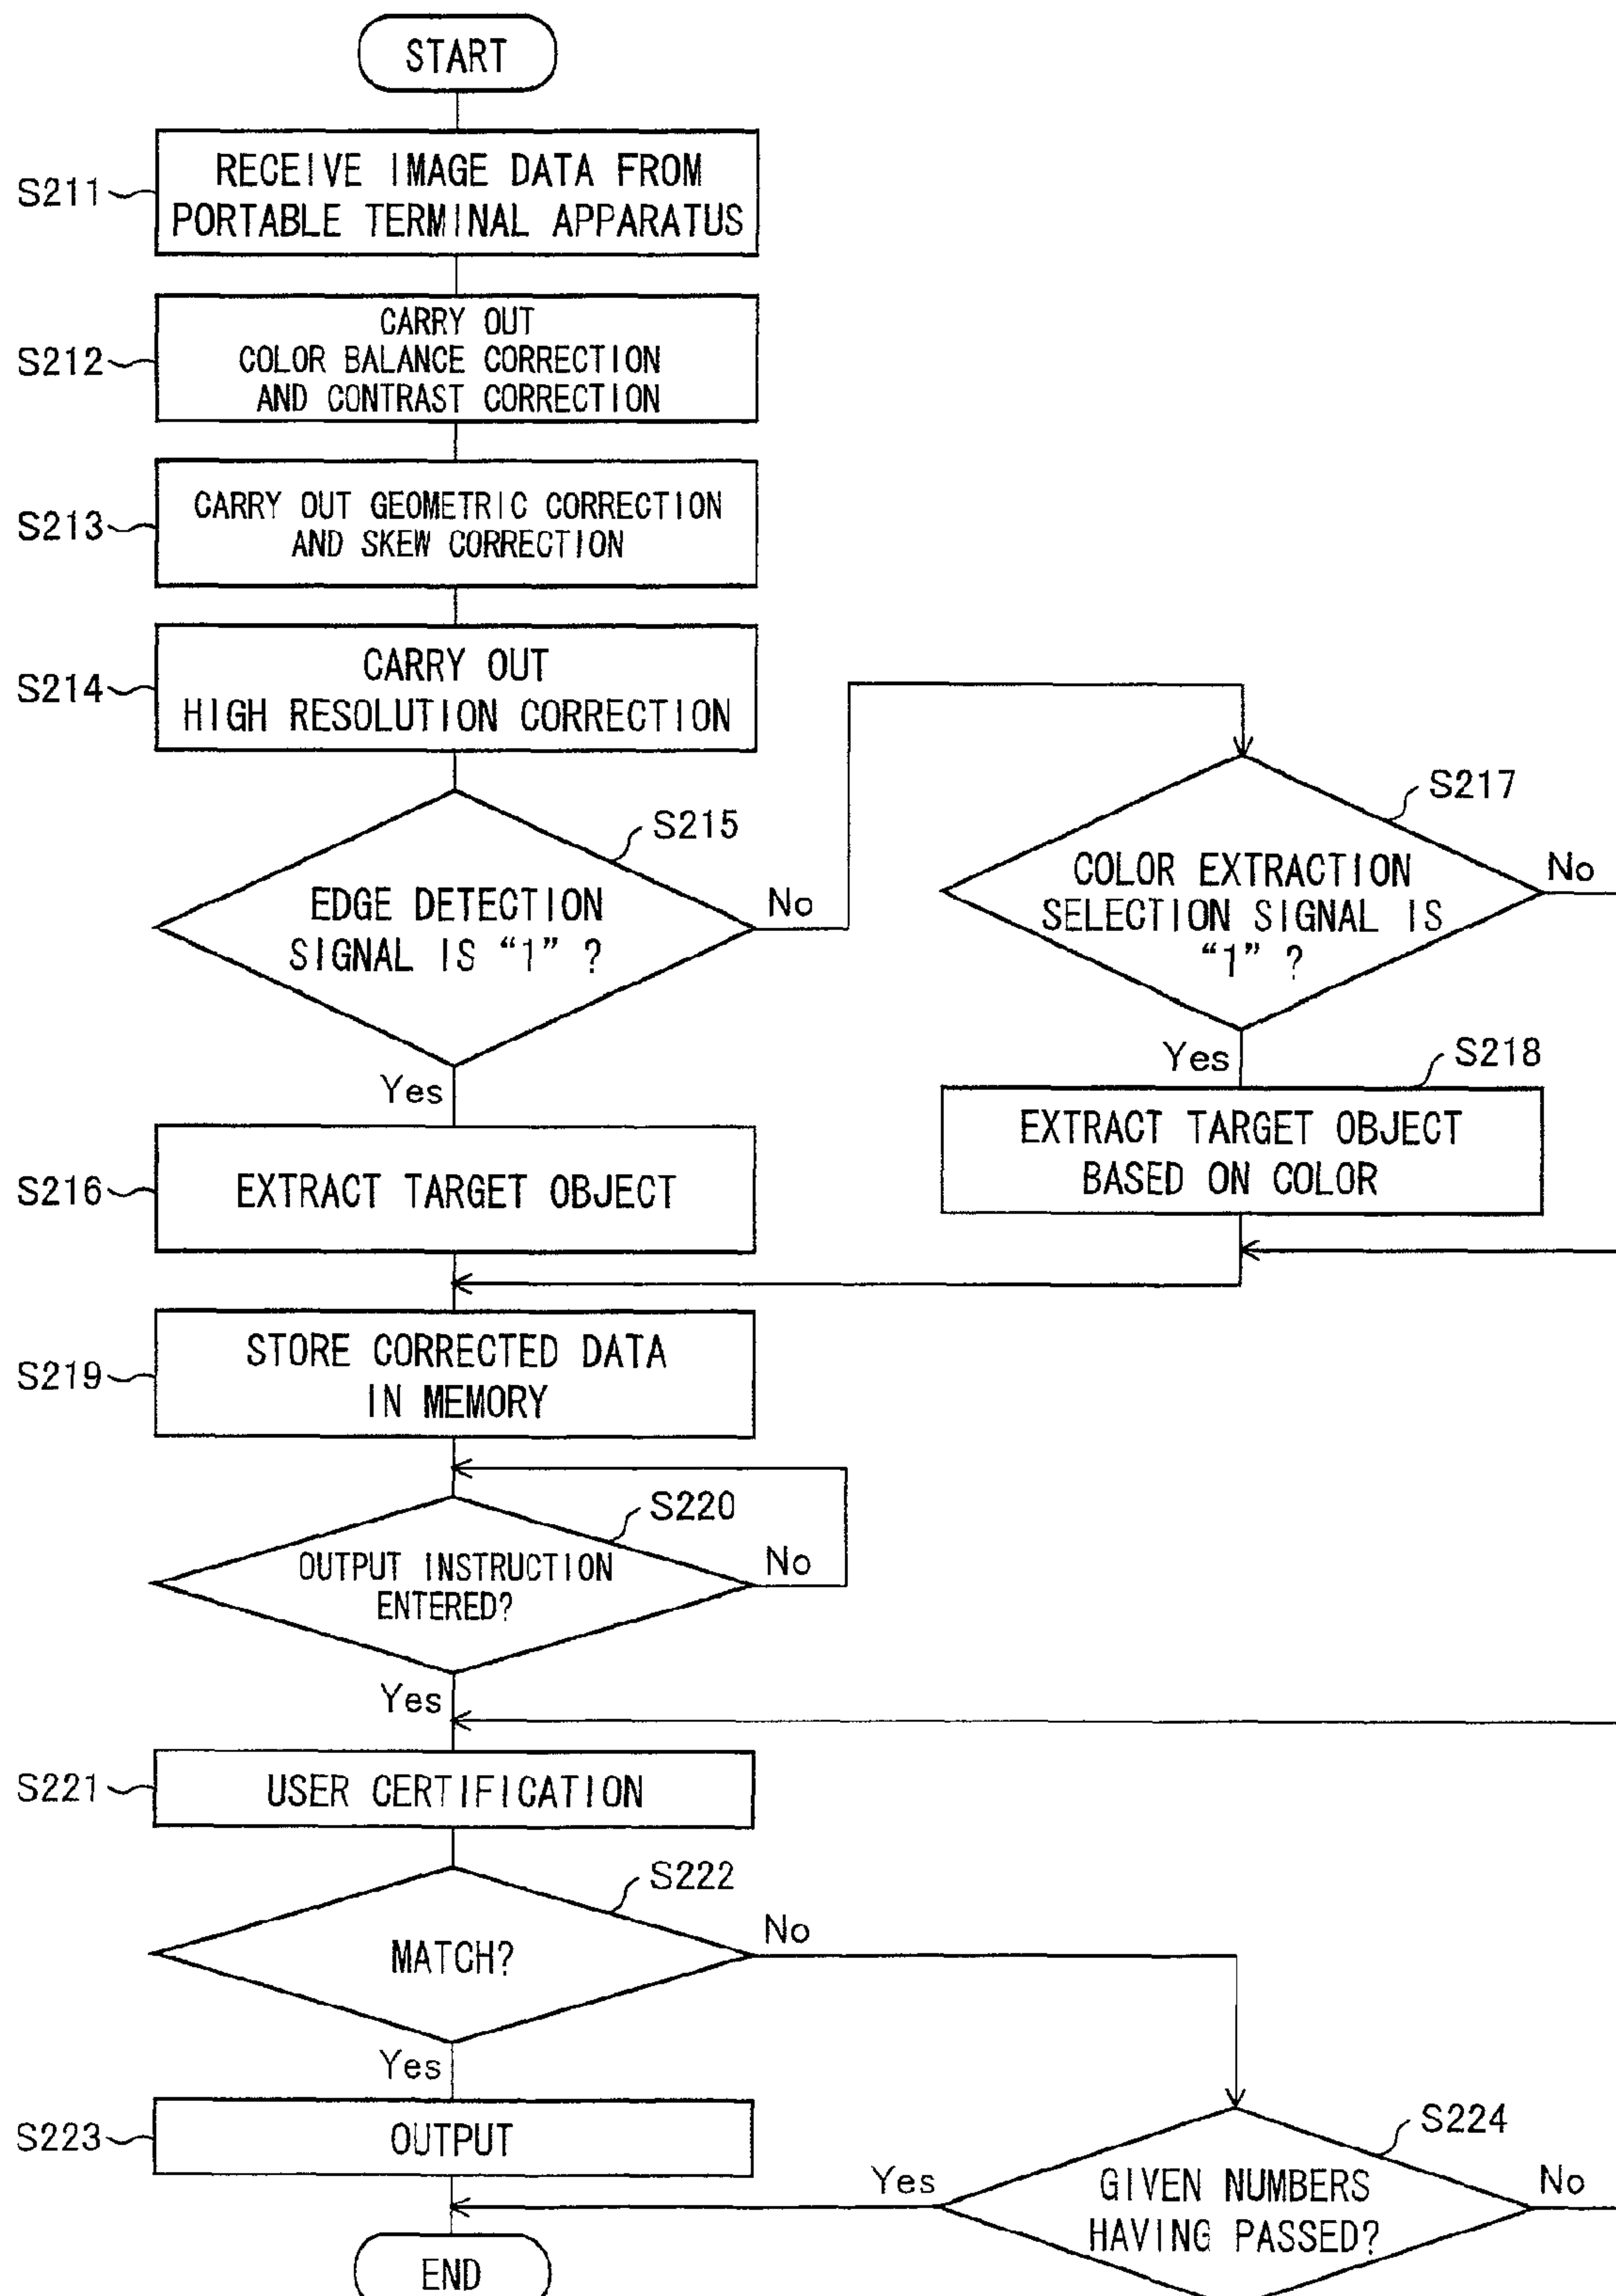 START
S211
RECEIVE IMAGE DATA FROM
PORTABLE TERMINAL APPARATUS
S212
CARRY OUT
COLOR BALANCE CORRECTION
AND CONTRAST CORRECTION
S213
CARRY OUT GEOMETRIC CORRECTION
AND SKEW CORRECTION
S214
CARRY OUT
HIGH RESOLUTION CORRECTION
S215
EDGE DETECTION
SIGNAL IS “1” ?
No
Yes
S217
COLOR EXTRACTION
SELECTION SIGNAL IS
“1” ?
No
Yes
S216
EXTRACT TARGET OBJECT
S218
EXTRACT TARGET OBJECT
BASED ON COLOR
S219
STORE CORRECTED DATA
IN MEMORY
S220
OUTPUT INSTRUCTION
ENTERED?
No
Yes
S221
USER CERTIFICATION
S222
MATCH?
No
Yes
S223
OUTPUT
S224
GIVEN NUMBERS
HAVING PASSED?
Yes
No
END